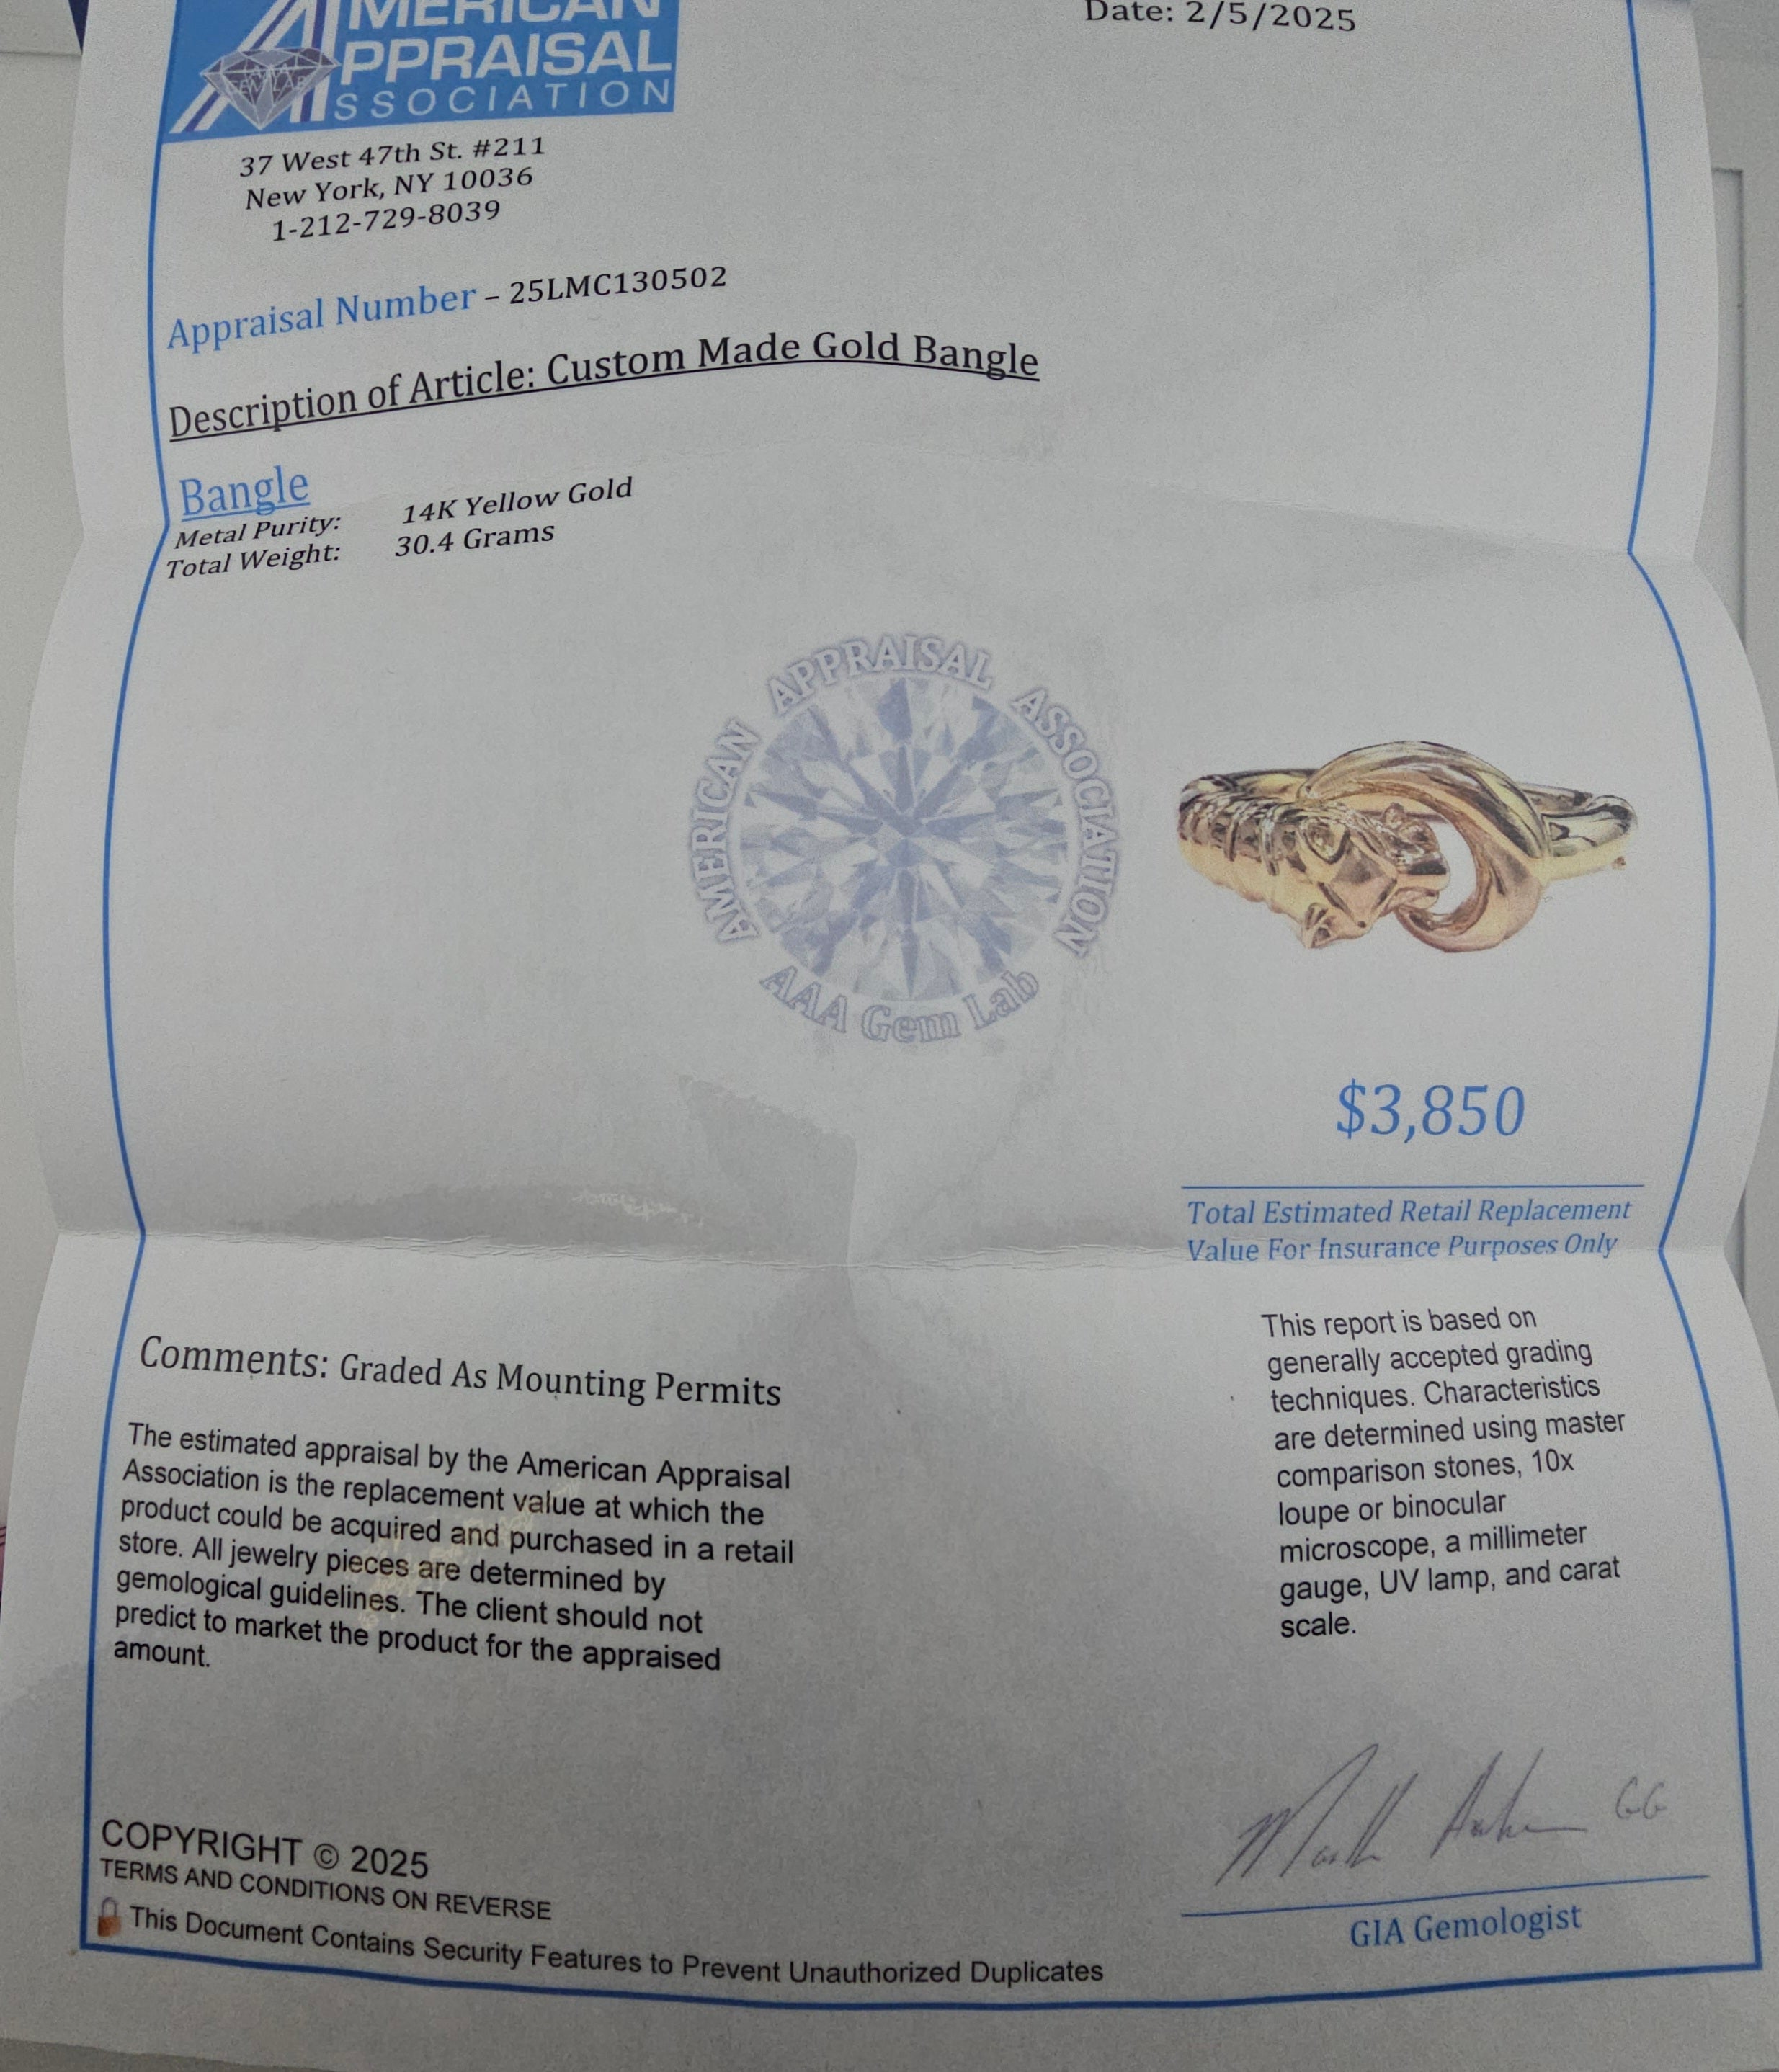 AMERICAN
APPRAISAL
ASSOCIATION
Date: 2/5/2025
37 West 47th St. #211
New York, NY 10036
1-212-729-8039
Appraisal Number – 25LMC130502
Description of Article: Custom Made Gold Bangle
Bangle
Metal Purity: 14K Yellow Gold
Total Weight: 30.4 Grams
AMERICAN APPRAISAL ASSOCIATION
AAA Gem Lab
$3,850
Total Estimated Retail Replacement
Value For Insurance Purposes Only
Comments: Graded As Mounting Permits
The estimated appraisal by the American Appraisal
Association is the replacement value at which the
product could be acquired and purchased in a retail
store. All jewelry pieces are determined by
gemological guidelines. The client should not
predict to market the product for the appraised
amount.
This report is based on
generally accepted grading
techniques. Characteristics
are determined using master
comparison stones, 10x
loupe or binocular
microscope, a millimeter
gauge, UV lamp, and carat
scale.
GG
GIA Gemologist
COPYRIGHT © 2025
TERMS AND CONDITIONS ON REVERSE
This Document Contains Security Features to Prevent Unauthorized Duplicates